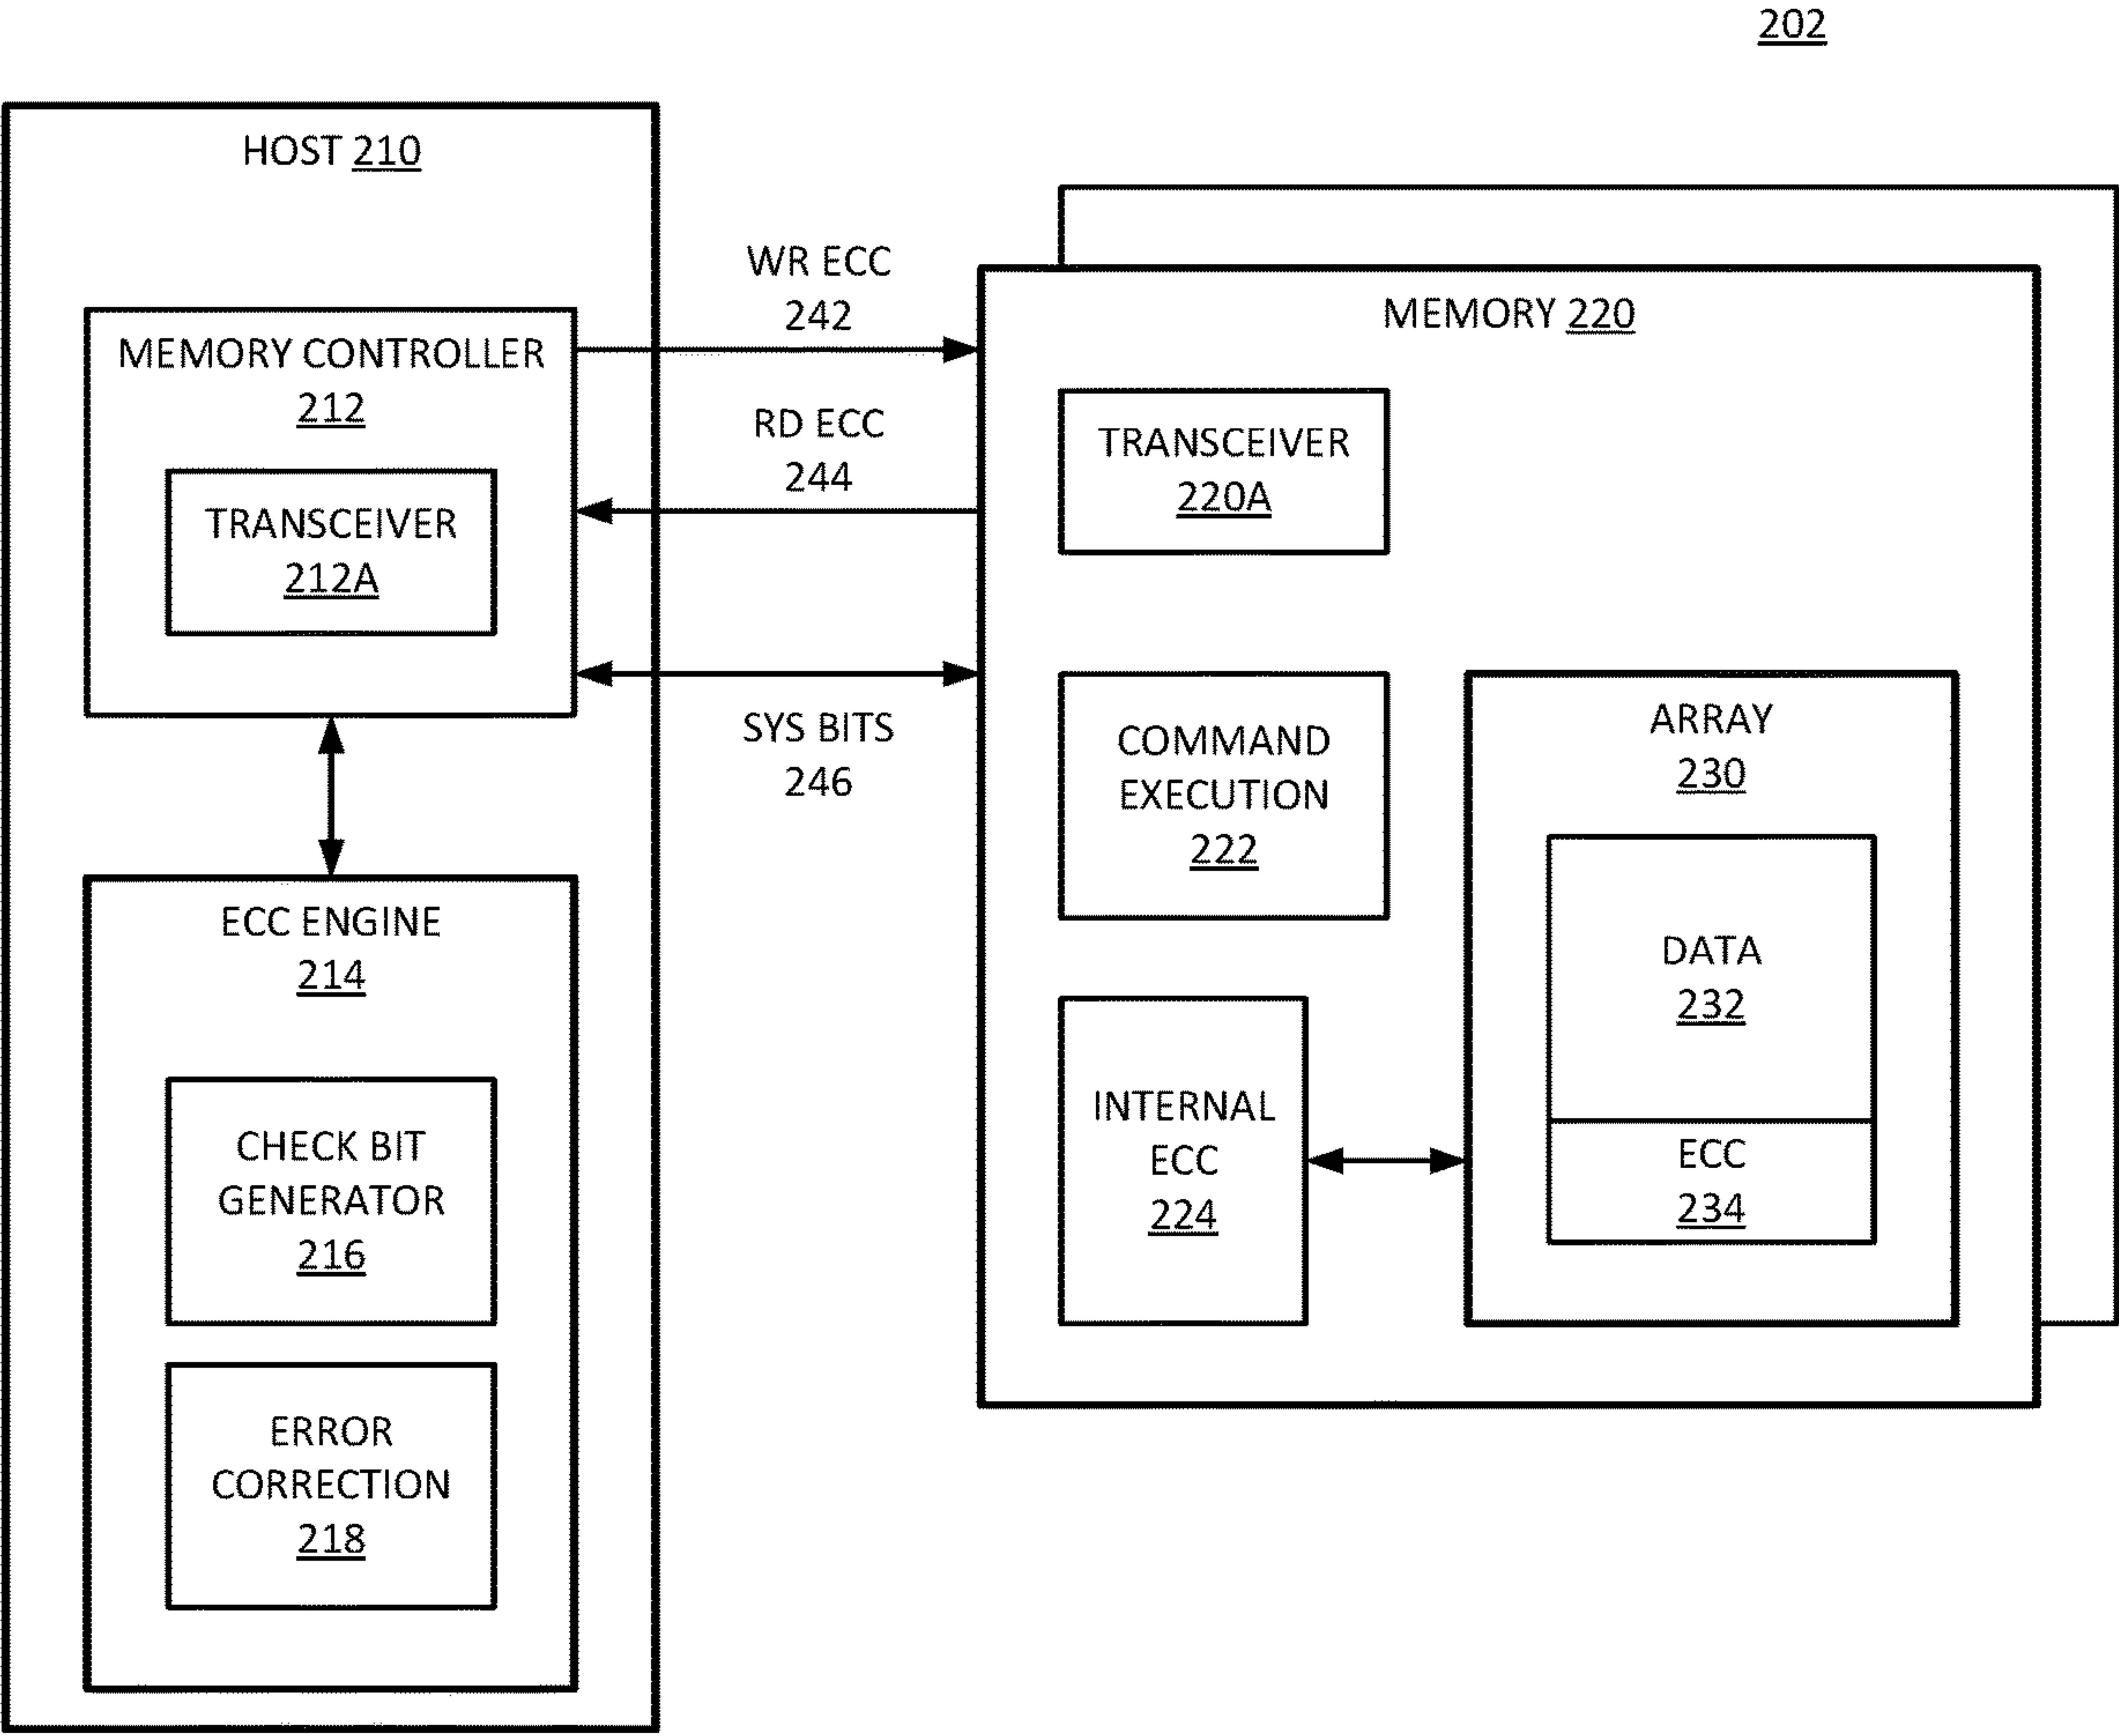 202
HOST 210
MEMORY CONTROLLER
212
TRANSCEIVER
212A
ECC ENGINE
214
CHECK BIT
GENERATOR
216
ERROR
CORRECTION
218
WR ECC
242
RD ECC
244
SYS BITS
246
MEMORY 220
TRANSCEIVER
220A
COMMAND
EXECUTION
222
INTERNAL
ECC
224
ARRAY
230
DATA
232
ECC
234